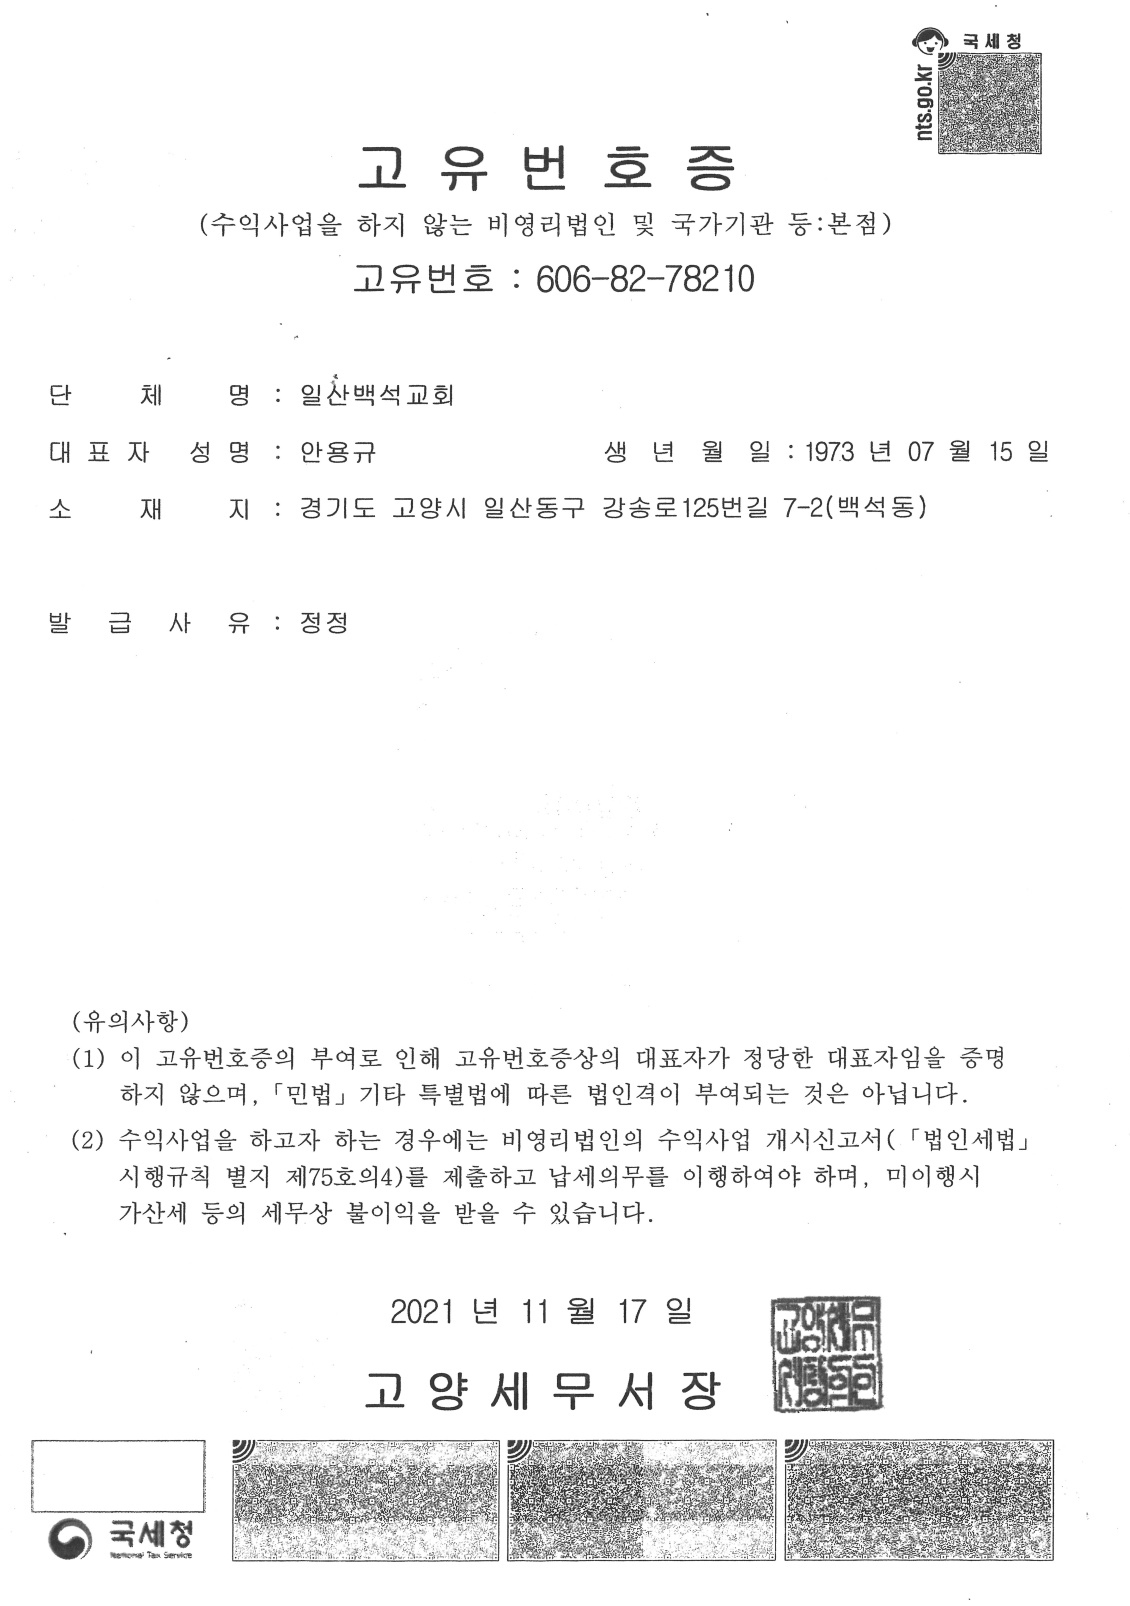 국세청
nts.go.kr
고유번호증
(수익사업을 하지 않는 비영리법인 및 국가기관 등:본점)
고유번호 : 606-82-78210
단체명 : 일산백석교회
대표자 성명 : 안용규 생년월일 : 1973 년 07 월 15 일
소재지 : 경기도 고양시 일산동구 강송로125번길 7-2(백석동)
발급사유 : 정정
(유의사항)
(1) 이 고유번호증의 부여로 인해 고유번호증상의 대표자가 정당한 대표자임을 증명
하지 않으며,「민법」기타 특별법에 따른 법인격이 부여되는 것은 아닙니다.
(2) 수익사업을 하고자 하는 경우에는 비영리법인의 수익사업 개시신고서(「법인세법」
시행규칙 별지 제75호의4)를 제출하고 납세의무를 이행하여야 하며, 미이행시
가산세 등의 세무상 불이익을 받을 수 있습니다.
2021 년 11 월 17 일
고양세무서장
국세청
National Tax Service